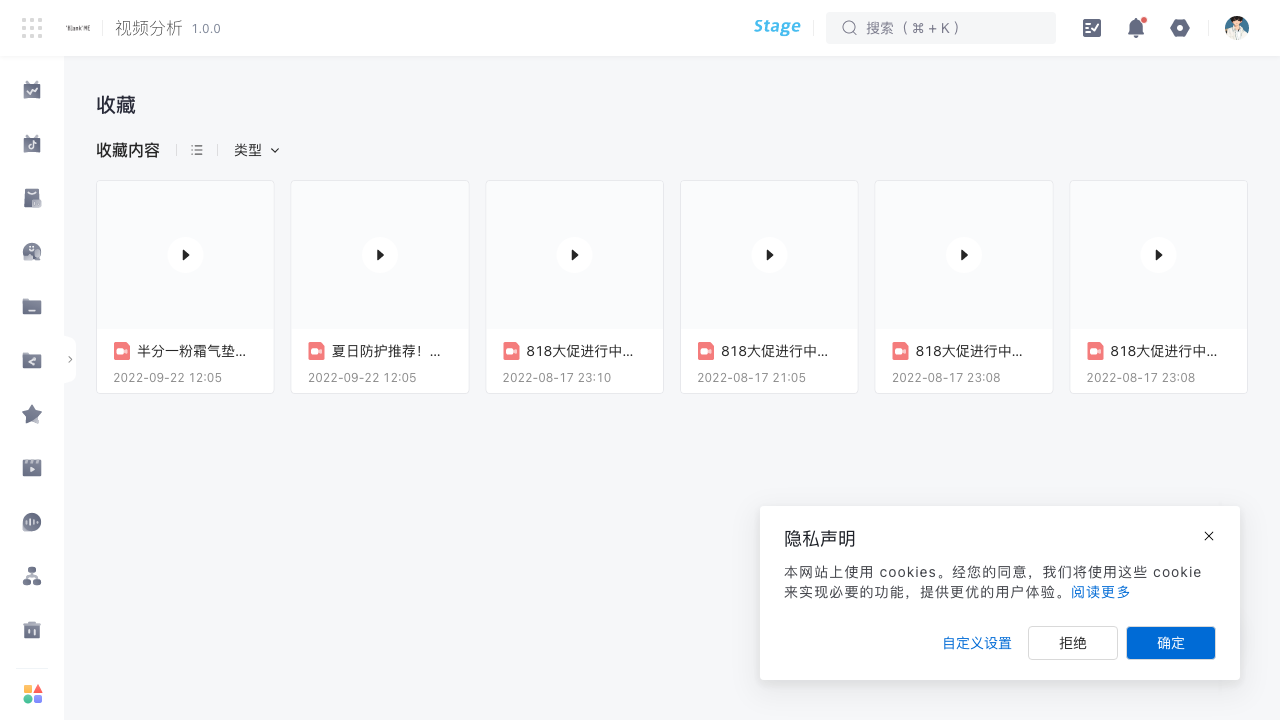 视频分析 1.0.0
Stage
搜索（⌘ + K）
收藏
收藏内容
类型
半分一粉霜气垫...
2022-09-22 12:05
夏日防护推荐！...
2022-09-22 12:05
818大促进行中...
2022-08-17 23:10
818大促进行中...
2022-08-17 21:05
818大促进行中...
2022-08-17 23:08
818大促进行中...
2022-08-17 23:08
隐私声明
本网站上使用 cookies。经您的同意，我们将使用这些 cookie
来实现必要的功能，提供更优的用户体验。阅读更多
自定义设置
拒绝
确定